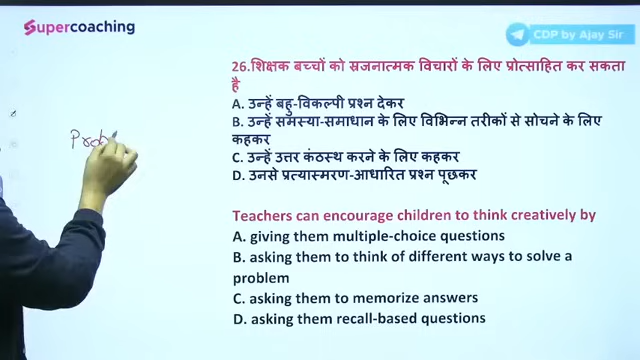 Supercoaching
CDP by Ajay Sir
26.शिक्षक बच्चों को स्रजनात्मक विचारों के लिए प्रोत्साहित कर सकता
है
A. उन्हें बहु-विकल्पी प्रश्न देकर
B. उन्हें समस्या-समाधान के लिए विभिन्न तरीकों से सोचने के लिए
कहकर
C. उन्हें उत्तर कंठस्थ करने के लिए कहकर
D. उनसे प्रत्यास्मरण-आधारित प्रश्न पूछकर
Prob
Teachers can encourage children to think creatively by
A. giving them multiple-choice questions
B. asking them to think of different ways to solve a
problem
C. asking them to memorize answers
D. asking them recall-based questions